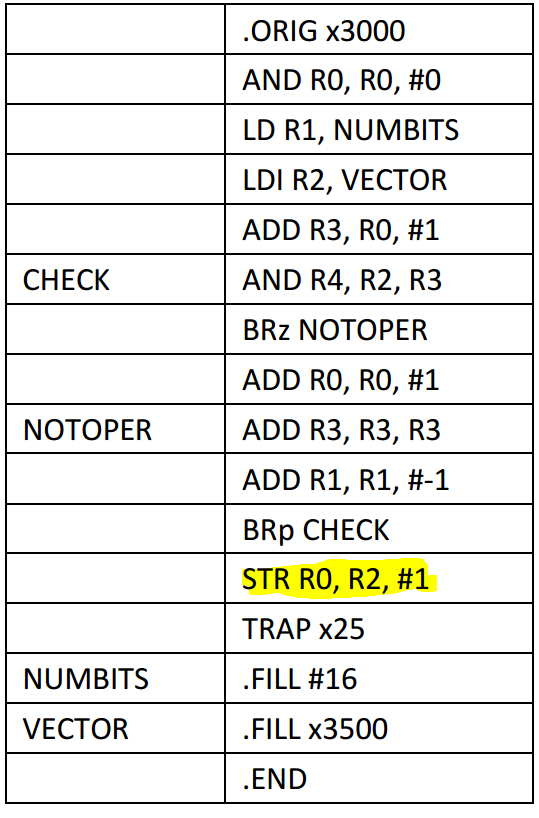 .ORIG x3000
AND R0, R0, #0
LD R1, NUMBITS
LDI R2, VECTOR
ADD R3, R0, #1
CHECK AND R4, R2, R3
BRz NOTOPER
ADD R0, R0, #1
NOTOPER ADD R3, R3, R3
ADD R1, R1, #-1
BRp CHECK
STR R0, R2, #1
TRAP x25
NUMBITS .FILL #16
VECTOR .FILL x3500
.END